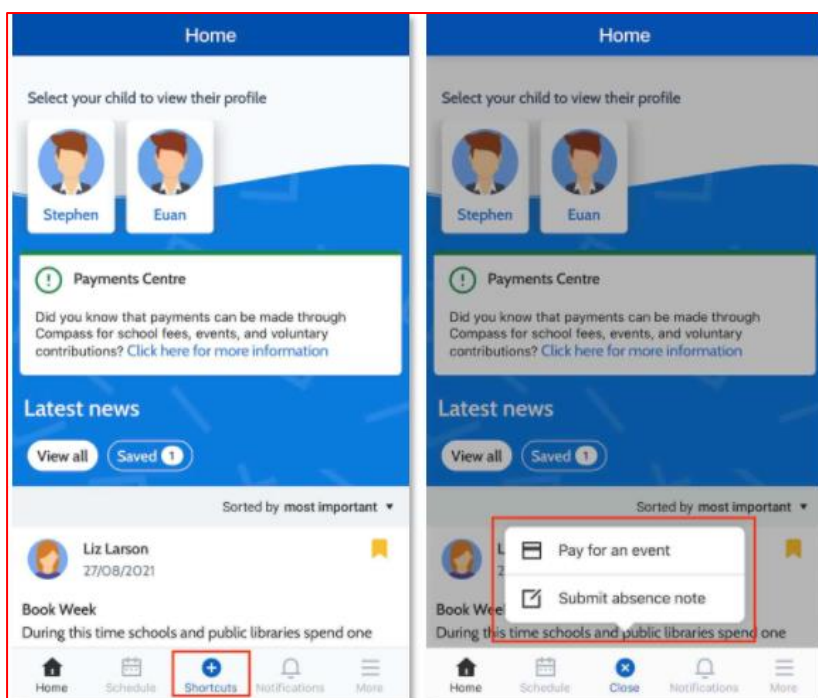 Home
Select your child to view their profile
Stephen
Euan
Payments Centre
Did you know that payments can be made through
Compass for school fees, events, and voluntary
contributions? Click here for more information
Latest news
View all
Saved 1
Sorted by most important
Liz Larson
27/08/2021
Book Week
During this time schools and public libraries spend one
Home
Schedule
Shortcuts
Notifications
More
Home
Select your child to view their profile
Stephen
Euan
Payments Centre
Did you know that payments can be made through
Compass for school fees, events, and voluntary
contributions? Click here for more information
Latest news
View all
Saved 1
Sorted by most important
L
2
Pay for an event
Submit absence note
Book Wee
During this time schools and public libraries spend one
Home
Schedule
Close
Notifications
More